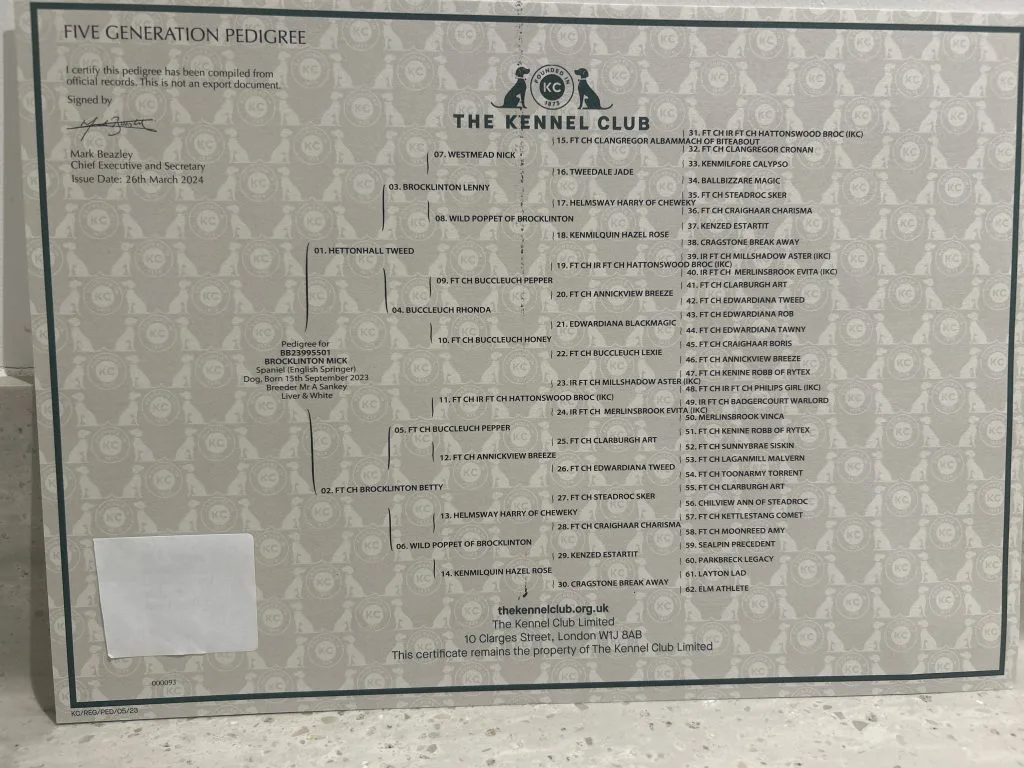 FIVE GENERATION PEDIGREE
I certify this pedigree has been compiled from
official records. This is not an export document.
Signed by
Mark Beazley
Chief Executive and Secretary
Issue Date: 26th March 2024
FOUNDED IN
KC
1873
THE KENNEL CLUB
Pedigree for
BB23995501
BROCKLINTON MICK
Spaniel (English Springer)
Dog, Born 15th September 2023
Breeder Mr A Sankey
Liver & White
01. HETTONHALL TWEED
02. FT CH BROCKLINTON BETTY
03. BROCKLINTON LENNY
04. BUCCLEUCH RHONDA
05. FT CH BUCCLEUCH PEPPER
06. WILD POPPET OF BROCKLINTON
07. WESTMEAD NICK
08. WILD POPPET OF BROCKLINTON
09. FT CH BUCCLEUCH PEPPER
10. FT CH BUCCLEUCH HONEY
11. FT CH IR FT CH HATTONSWOOD BROC (IKC)
12. FT CH ANNICKVIEW BREEZE
13. HELMSWAY HARRY OF CHEWEKY
14. KENMILQUIN HAZEL ROSE
15. FT CH CLANGREGOR ALBAMMACH OF BITEABOUT
16. TWEEDALE JADE
17. HELMSWAY HARRY OF CHEWEKY
18. KENMILQUIN HAZEL ROSE
19. FT CH IR FT CH HATTONSWOOD BROC (IKC)
20. FT CH ANNICKVIEW BREEZE
21. EDWARDIANA BLACKMAGIC
22. FT CH BUCCLEUCH LEXIE
23. IR FT CH MILLSHADOW ASTER (IKC)
24. IR FT CH MERLINSBROOK EVITA (IKC)
25. FT CH CLARBURGH ART
26. FT CH EDWARDIANA TWEED
27. FT CH STEADROC SKER
28. FT CH CRAIGHAAR CHARISMA
29. KENZED ESTARTIT
30. CRAGSTONE BREAK AWAY
31. FT CH IR FT CH HATTONSWOOD BROC (IKC)
32. FT CH CLANGREGOR CRONAN
33. KENMILFORE CALYPSO
34. BALLBIZZARE MAGIC
35. FT CH STEADROC SKER
36. FT CH CRAIGHAAR CHARISMA
37. KENZED ESTARTIT
38. CRAGSTONE BREAK AWAY
39. IR FT CH MILLSHADOW ASTER (IKC)
40. IR FT CH MERLINSBROOK EVITA (IKC)
41. FT CH CLARBURGH ART
42. FT CH EDWARDIANA TWEED
43. FT CH EDWARDIANA ROB
44. FT CH EDWARDIANA TAWNY
45. FT CH CRAIGHAAR BORIS
46. FT CH ANNICKVIEW BREEZE
47. FT CH KENINE ROBB OF RYTEX
48. FT CH IR FT CH PHILIPS GIRL (IKC)
49. IR FT CH BADGERCOURT WARLORD
50. MERLINSBROOK VINCA
51. FT CH KENINE ROBB OF RYTEX
52. FT CH SUNNYBRAE SISKIN
53. FT CH LAGANMILL MALVERN
54. FT CH TOONARMY TORRENT
55. FT CH CLARBURGH ART
56. CHILVIEW ANN OF STEADROC
57. FT CH KETTLESTANG COMET
58. FT CH MOONREED AMY
59. SEALPIN PRECEDENT
60. PARKBRECK LEGACY
61. LAYTON LAD
62. ELM ATHLETE
thekennelclub.org.uk
The Kennel Club Limited
10 Clarges Street, London W1J 8AB
This certificate remains the property of The Kennel Club Limited
000093
KC/REG/PED/05/23